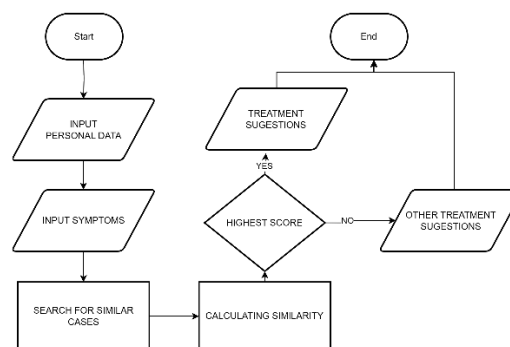 Start
INPUT
PERSONAL DATA
INPUT SYMPTOMS
SEARCH FOR SIMILAR
CASES
CALCULATING SIMILARITY
HIGHEST SCORE
YES
TREATMENT
SUGESTIONS
NO
OTHER TREATMENT
SUGESTIONS
End